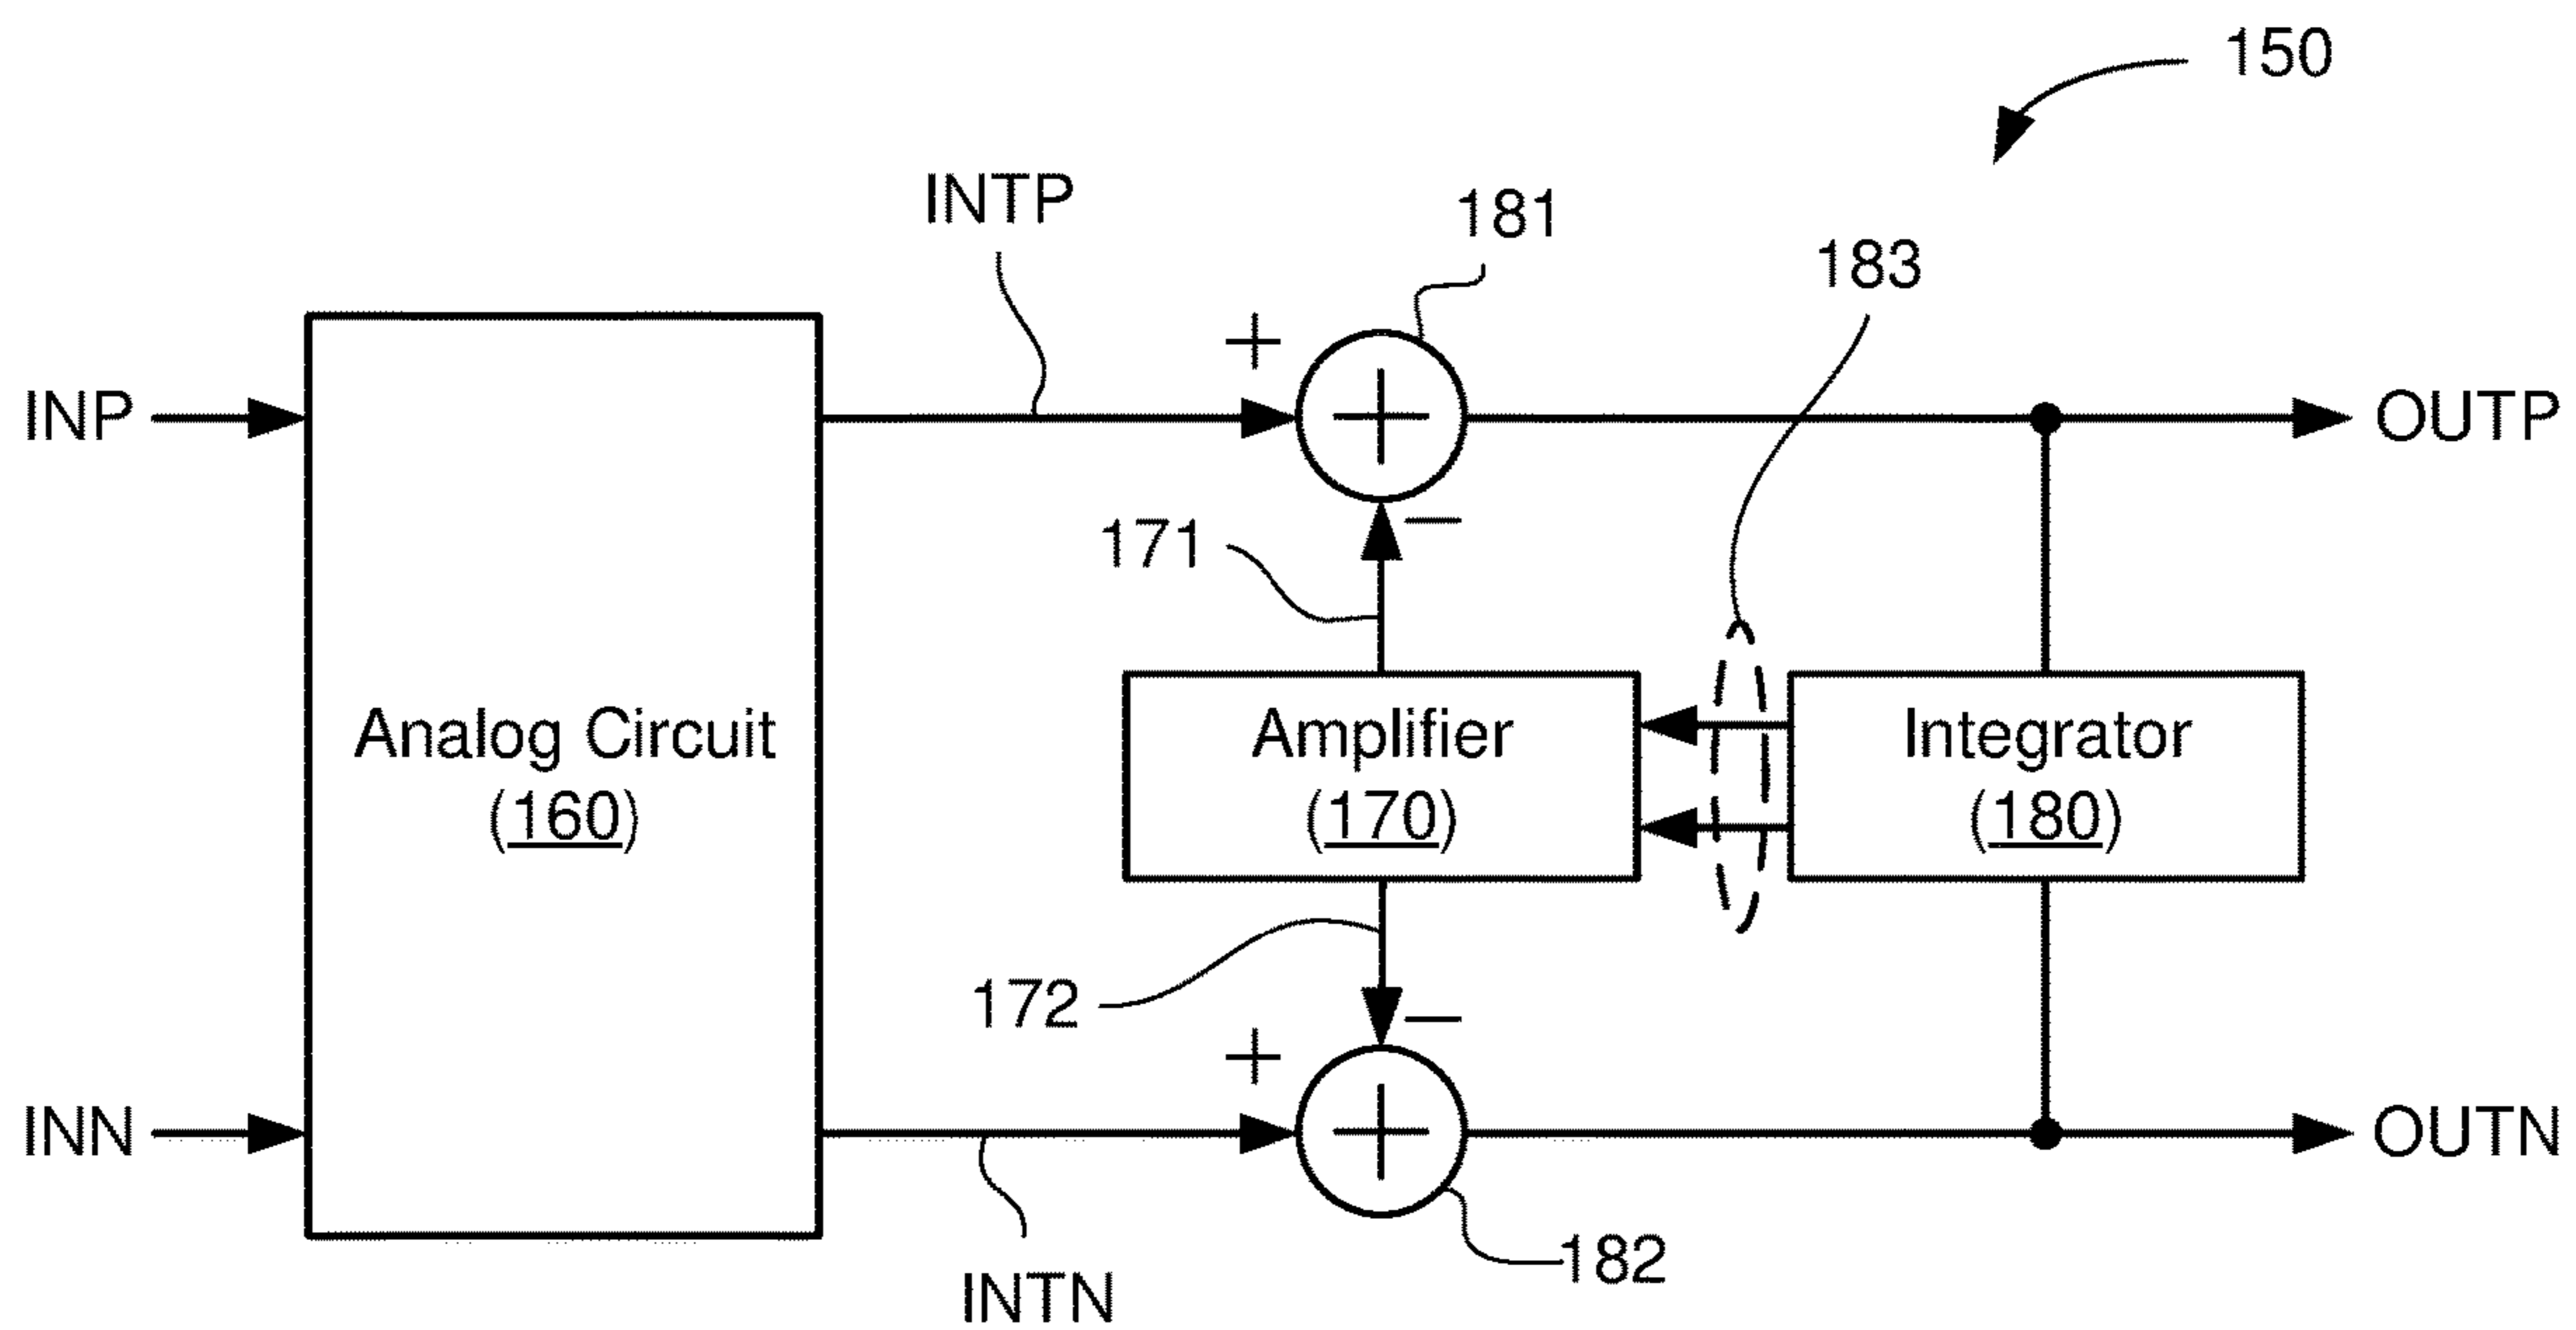 150
INTP
181
183
+
INP
OUTP
171
−
Analog Circuit
(160)
Amplifier
(170)
Integrator
(180)
172
−
+
INN
OUTN
182
INTN